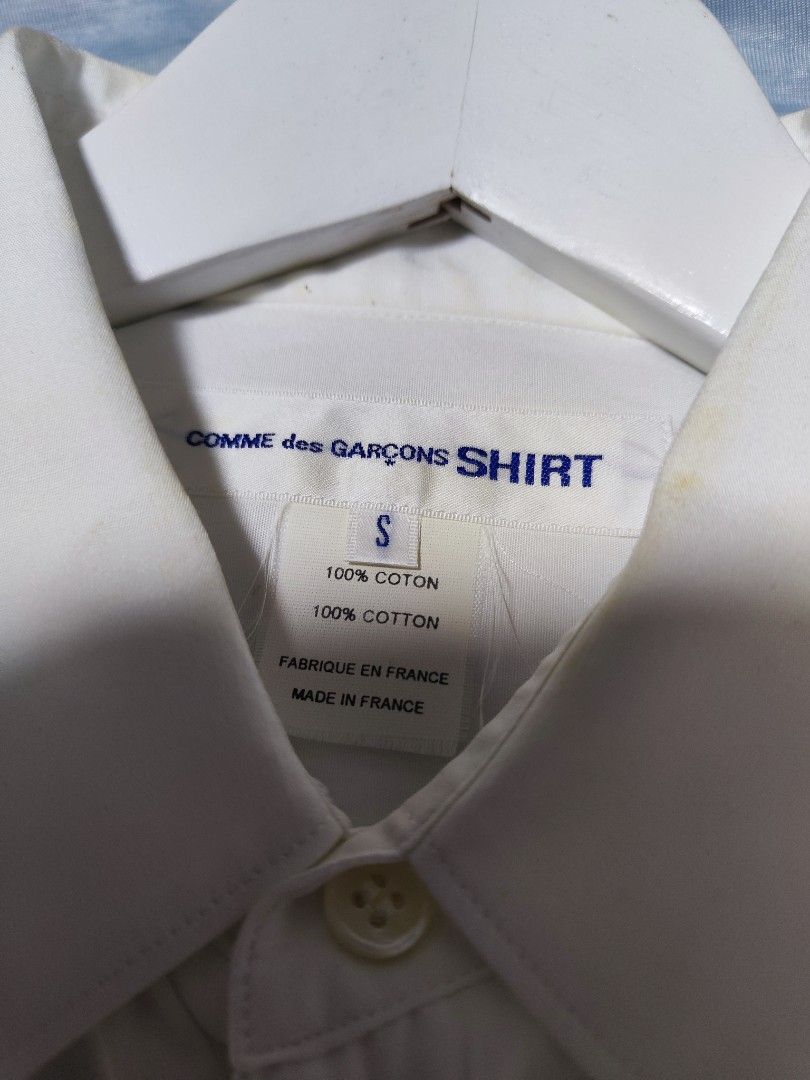 COMME des GARÇONS SHIRT
S
100% COTON
100% COTTON
FABRIQUE EN FRANCE
MADE IN FRANCE